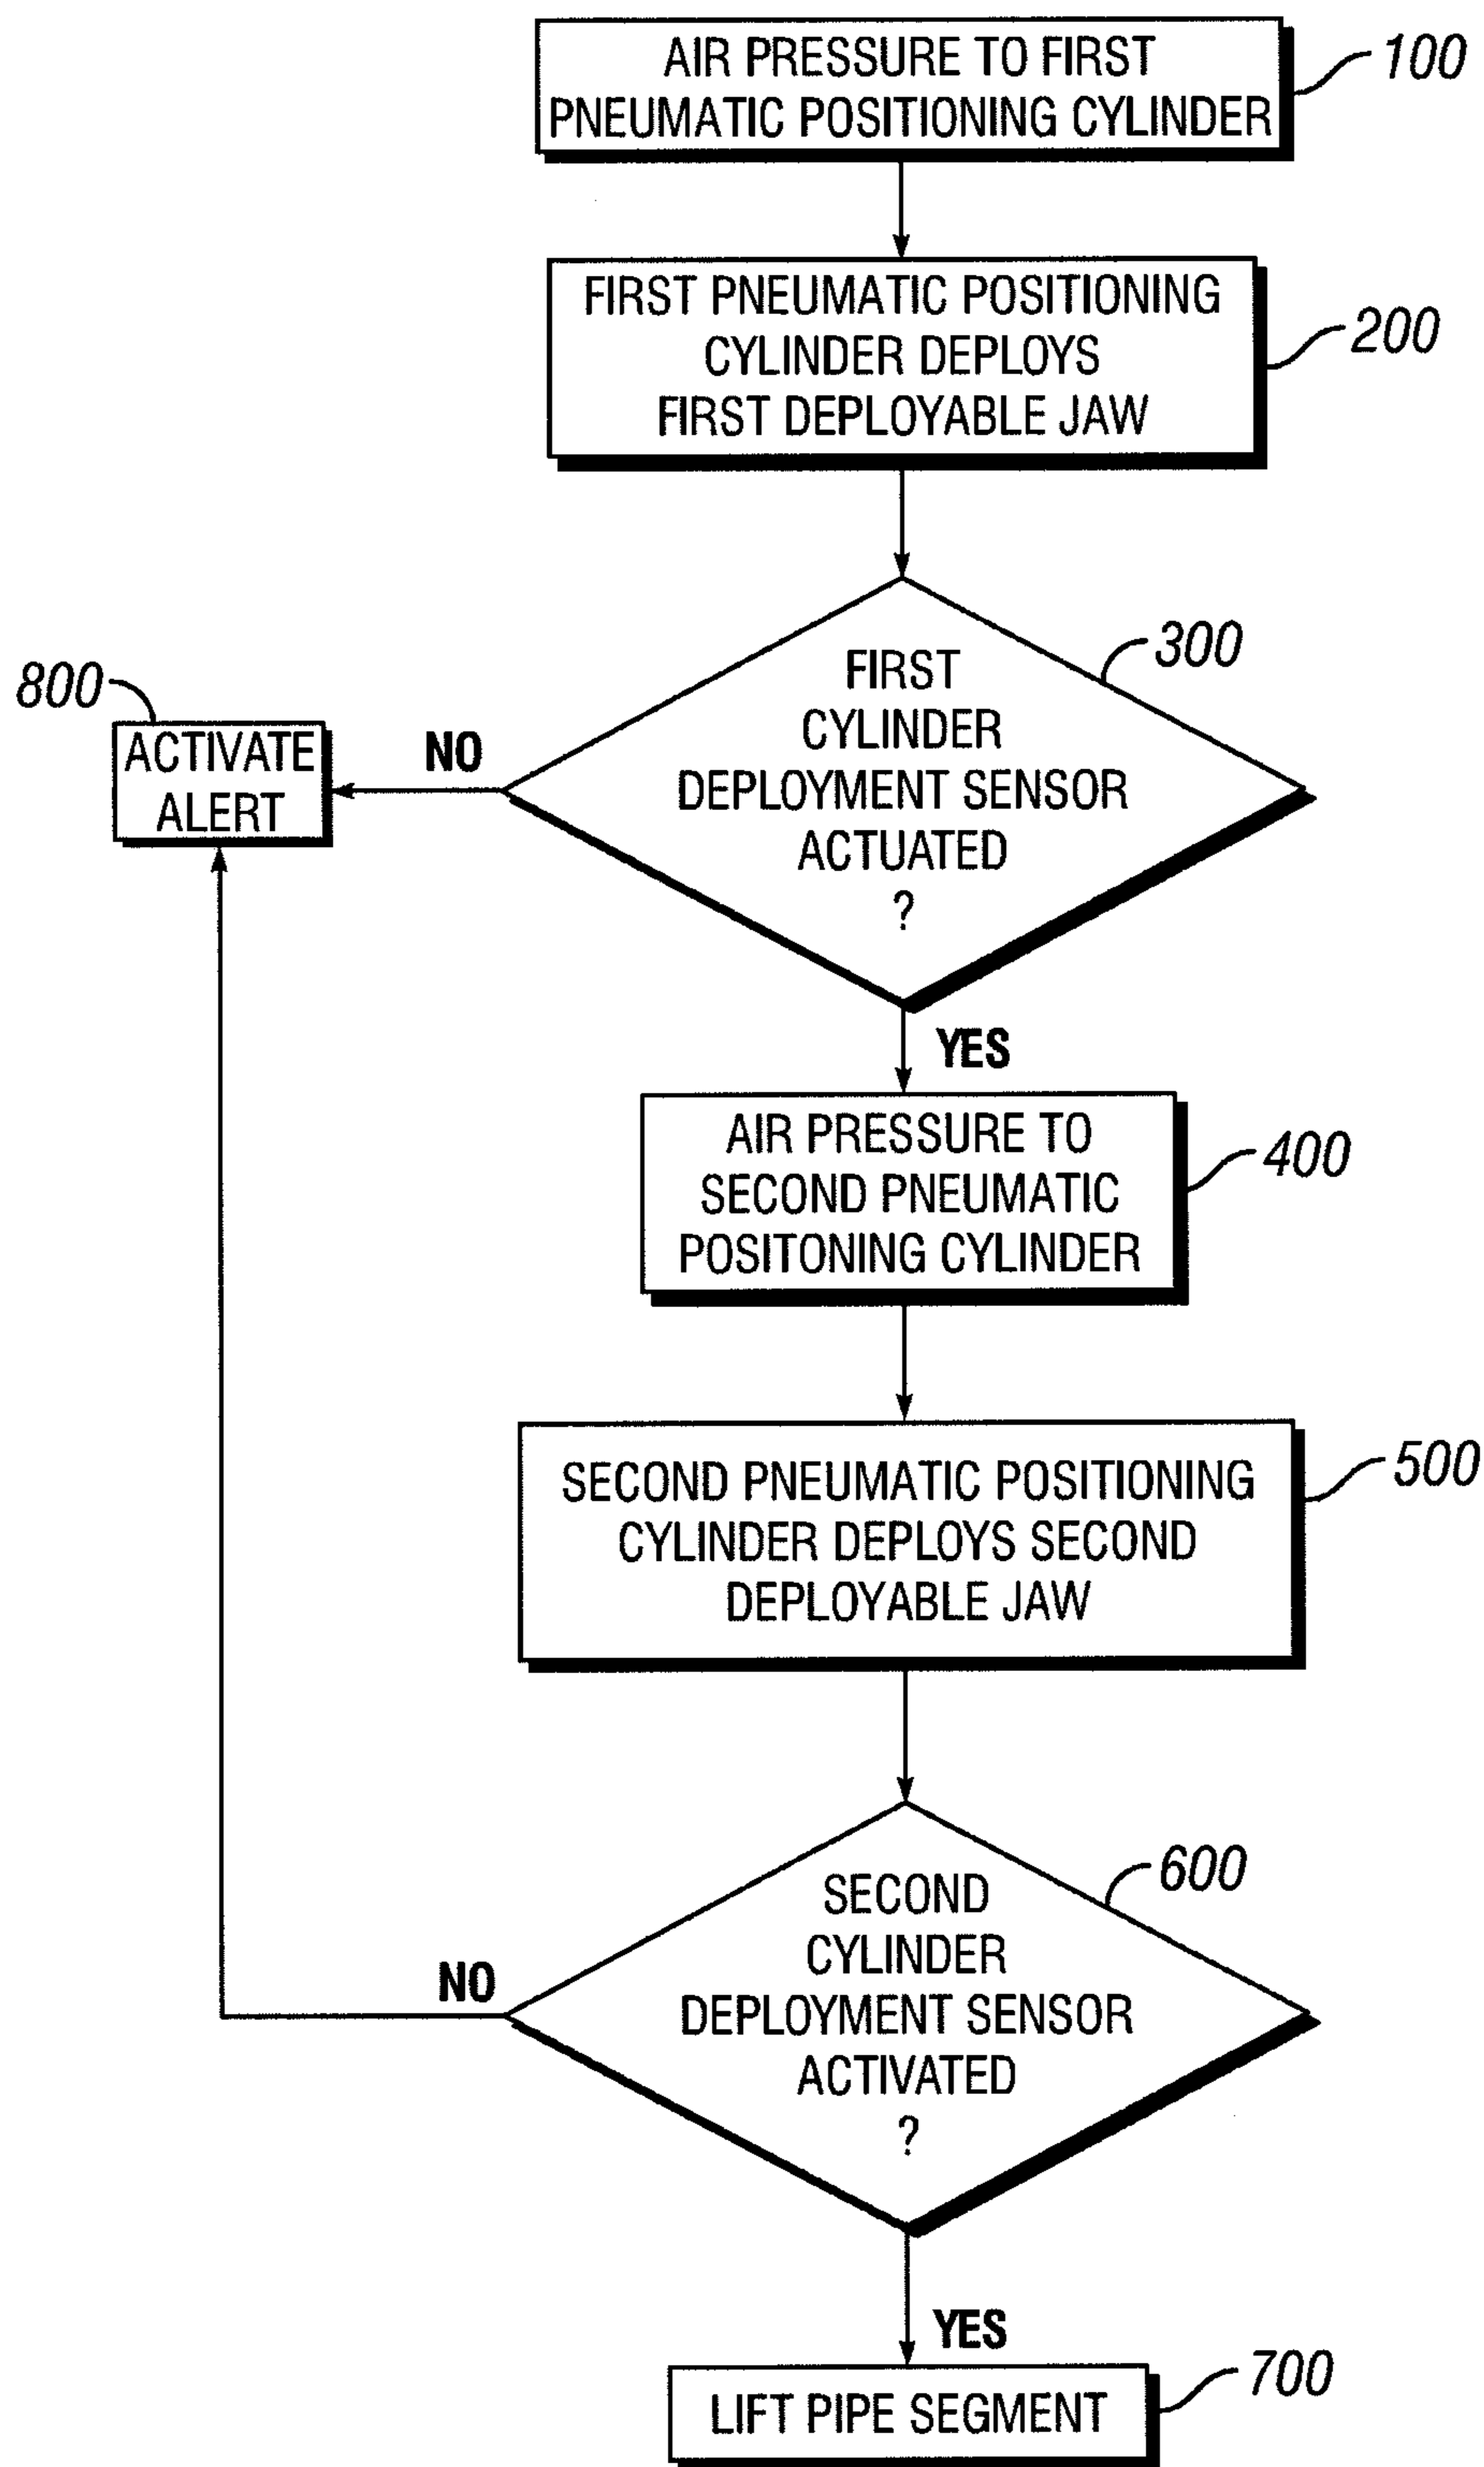 AIR PRESSURE TO FIRST
PNEUMATIC POSITIONING CYLINDER
100
FIRST PNEUMATIC POSITIONING
CYLINDER DEPLOYS
FIRST DEPLOYABLE JAW
200
FIRST
CYLINDER
DEPLOYMENT SENSOR
ACTUATED
?
300
NO
800
ACTIVATE
ALERT
YES
AIR PRESSURE TO
SECOND PNEUMATIC
POSITONING CYLINDER
400
SECOND PNEUMATIC POSITIONING
CYLINDER DEPLOYS SECOND
DEPLOYABLE JAW
500
SECOND
CYLINDER
DEPLOYMENT SENSOR
ACTIVATED
?
600
NO
YES
LIFT PIPE SEGMENT
700